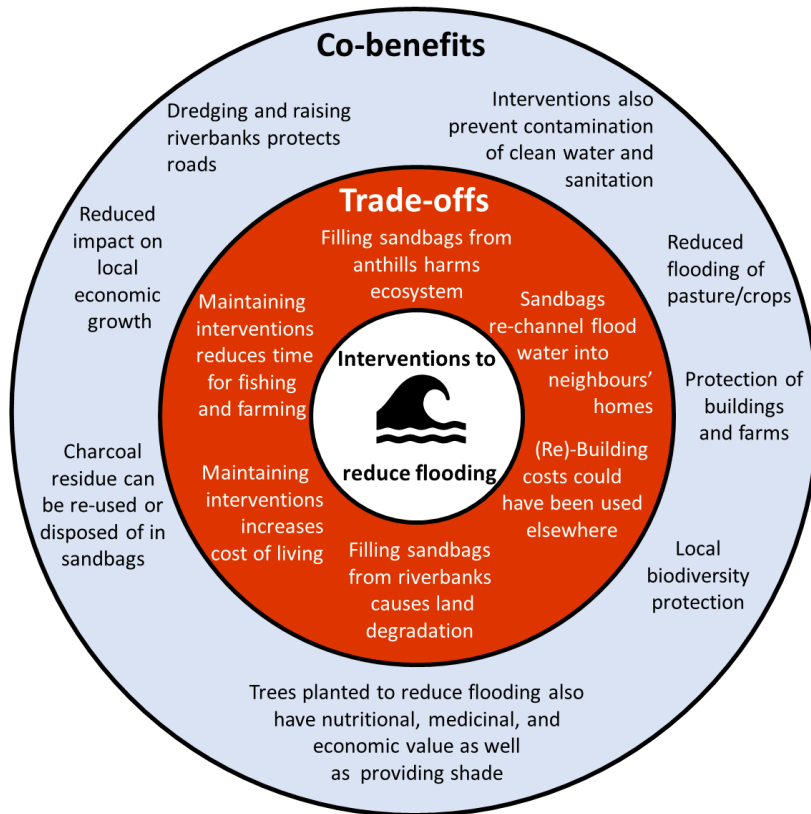 Co-benefits
Dredging and raising
riverbanks protects
roads
Interventions also
prevent contamination
of clean water and
sanitation
Reduced
impact on
local
economic
growth
Reduced
flooding of
pasture/crops
Protection of
buildings
and farms
Charcoal
residue can
be re-used or
disposed of in
sandbags
Local
biodiversity
protection
Trees planted to reduce flooding also
have nutritional, medicinal, and
economic value as well
as providing shade
Trade-offs
Filling sandbags from
anthills harms
ecosystem
Maintaining
interventions
reduces time
for fishing
and farming
Sandbags
re-channel flood
water into
neighbours’
homes
Maintaining
interventions
increases
cost of living
(Re)-Building
costs could
have been used
elsewhere
Filling sandbags
from riverbanks
causes land
degradation
Interventions to
reduce flooding